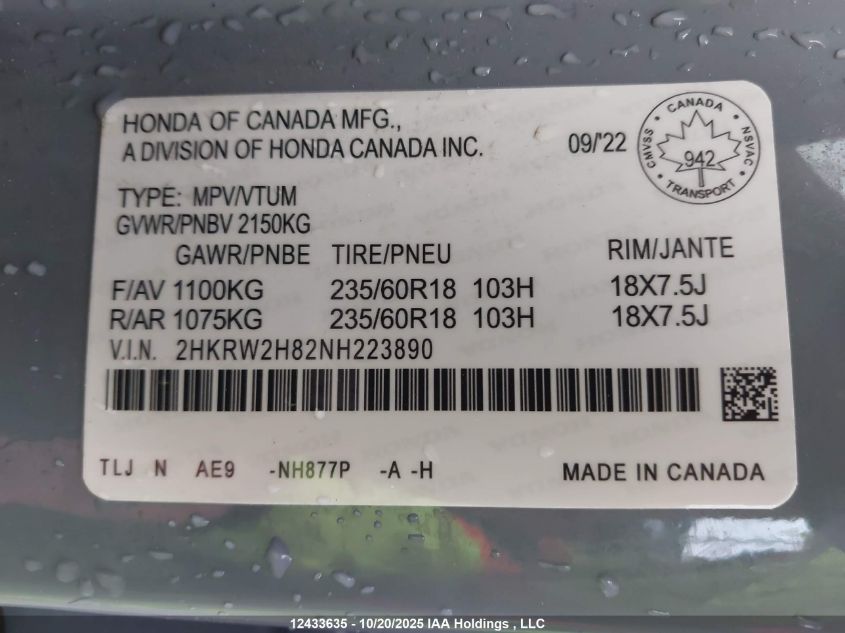 HONDA OF CANADA MFG.,
A DIVISION OF HONDA CANADA INC.
09/'22
CANADA
CMVSS
NSVAC
942
TRANSPORT
TYPE: MPV/VTUM
GVWR/PNBV 2150KG
GAWR/PNBE TIRE/PNEU RIM/JANTE
F/AV 1100KG 235/60R18 103H 18X7.5J
R/AR 1075KG 235/60R18 103H 18X7.5J
V.I.N. 2HKRW2H82NH223890
TLJ N AE9 -NH877P -A -H MADE IN CANADA
12433635 - 10/20/2025 IAA Holdings , LLC